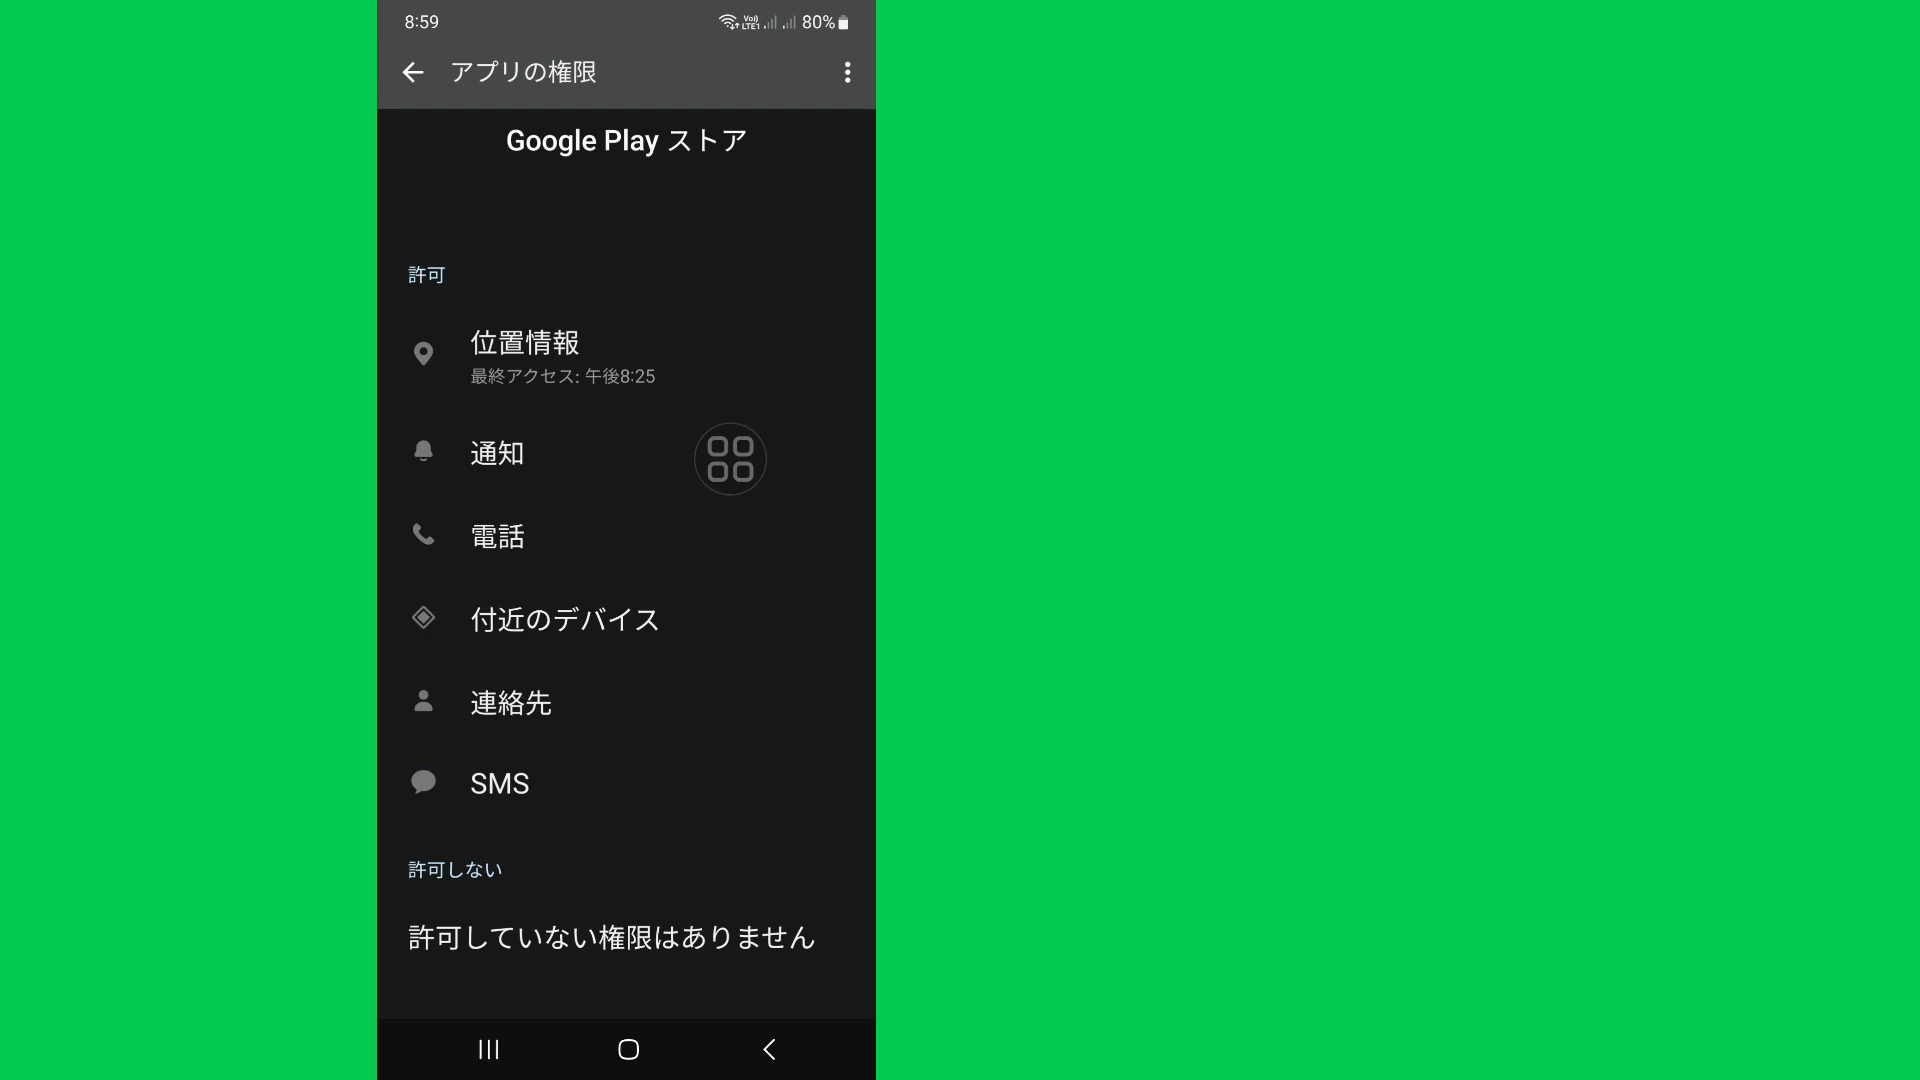 8:59
Vo))
LTE1
80%
アプリの権限
Google Play ストア
許可
位置情報
最終アクセス: 午後8:25
通知
電話
付近のデバイス
連絡先
SMS
許可しない
許可していない権限はありません